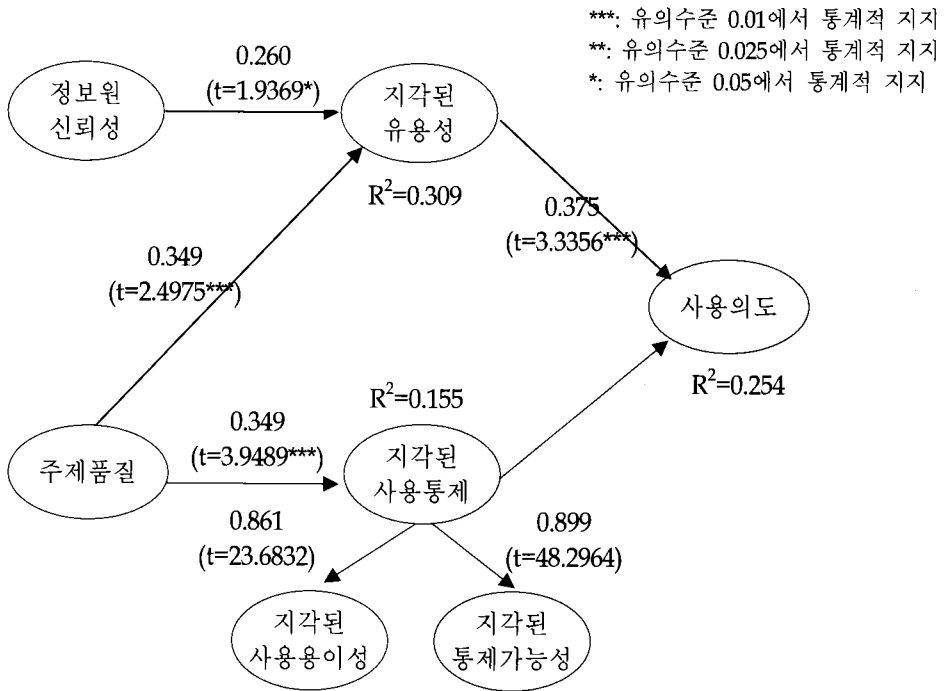 ***: 유의수준 0.01에서 통계적 지지
**: 유의수준 0.025에서 통계적 지지
*: 유의수준 0.05에서 통계적 지지
0.260
(t=1.9369*)
정보원
신뢰성
지각된
유용성
R²=0.309
0.375
(t=3.3356***)
0.349
(t=2.4975***)
사용의도
R²=0.254
R²=0.155
0.349
(t=3.9489***)
주제품질
지각된
사용통제
0.861
(t=23.6832)
0.899
(t=48.2964)
지각된
사용용이성
지각된
통제가능성